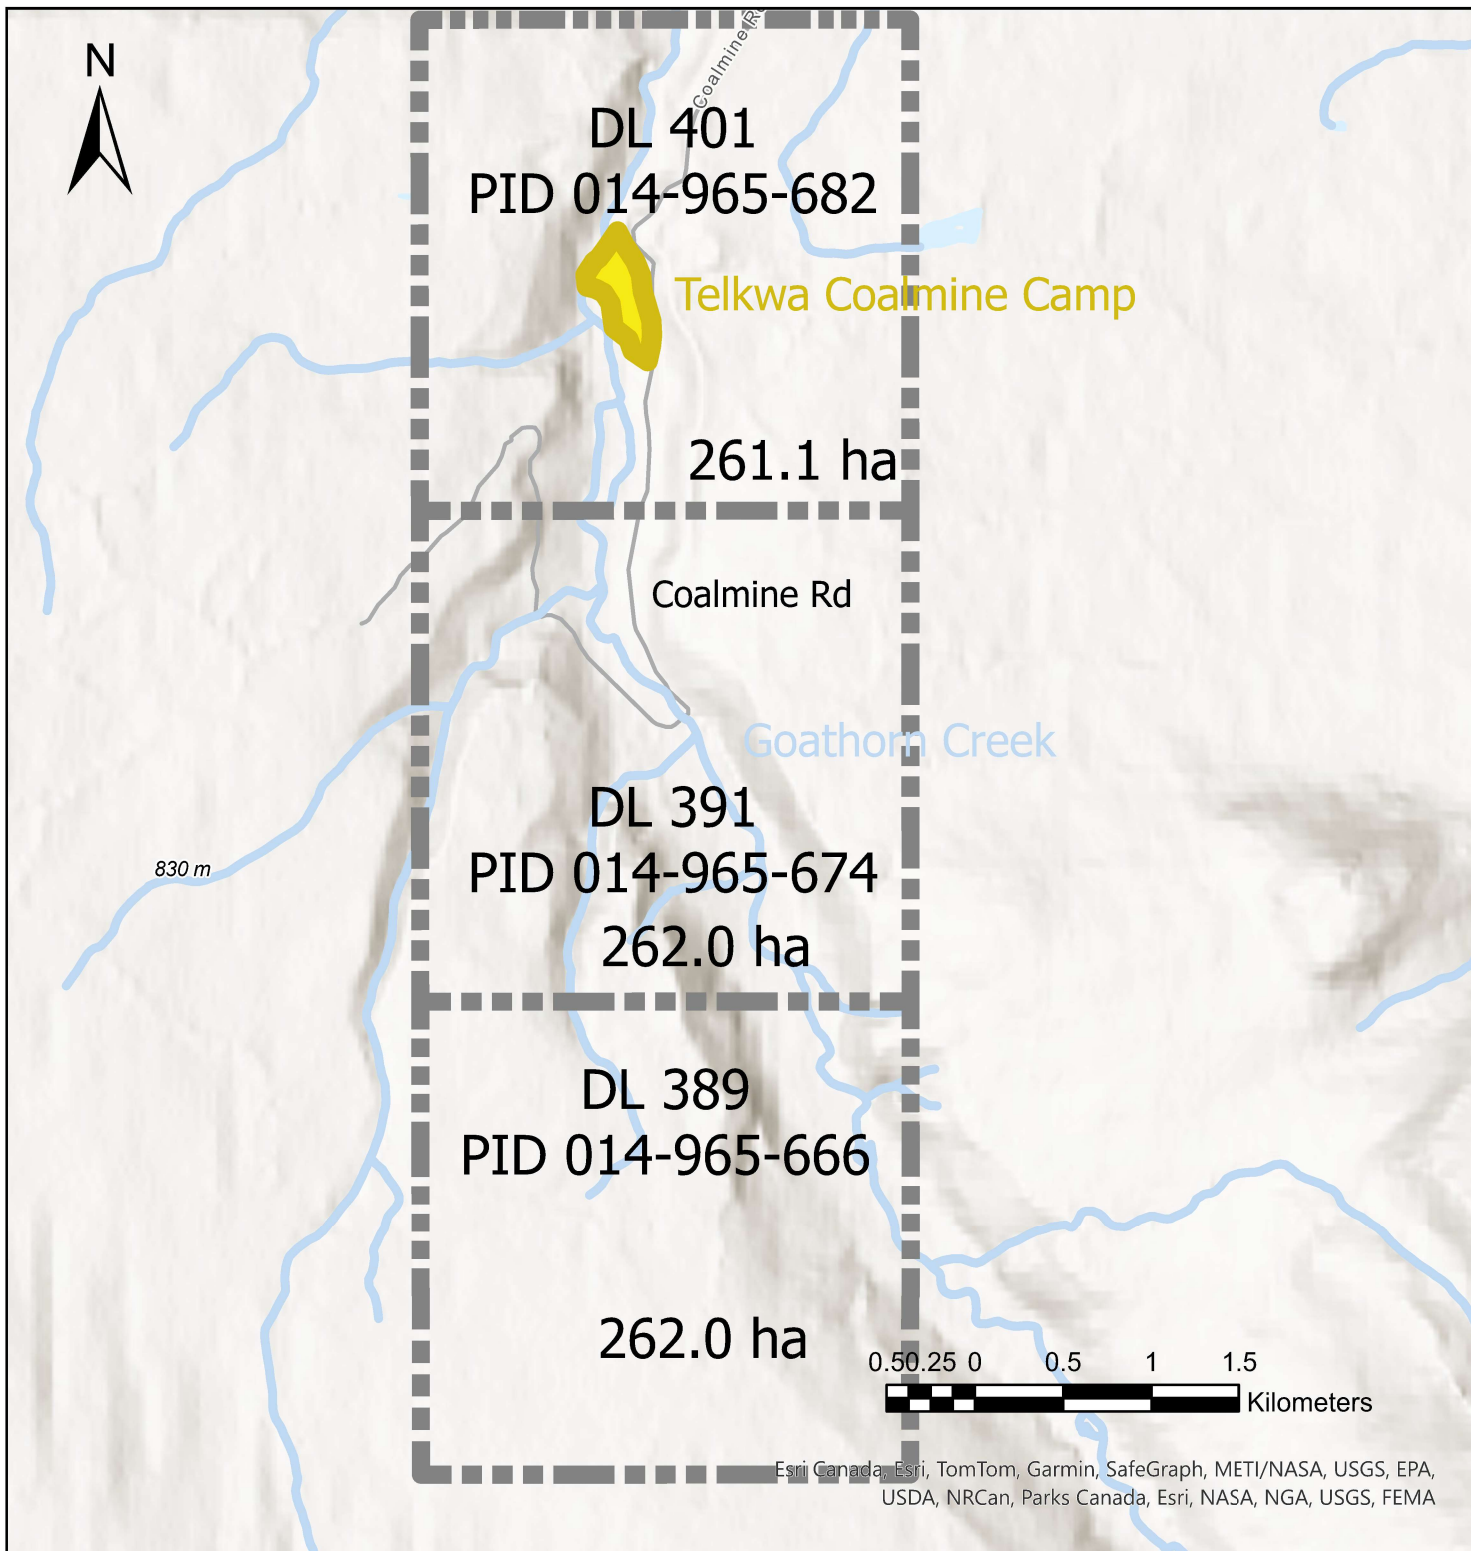 N
Coalmine Rd
DL 401
PID 014-965-682
Telkwa Coalmine Camp
261.1 ha
Coalmine Rd
Goathorn Creek
DL 391
PID 014-965-674
830 m
262.0 ha
DL 389
PID 014-965-666
262.0 ha
0.5 0.25 0 0.5 1 1.5
Kilometers
Esri Canada, Esri, TomTom, Garmin, SafeGraph, METI/NASA, USGS, EPA,
USDA, NRCan, Parks Canada, Esri, NASA, NGA, USGS, FEMA